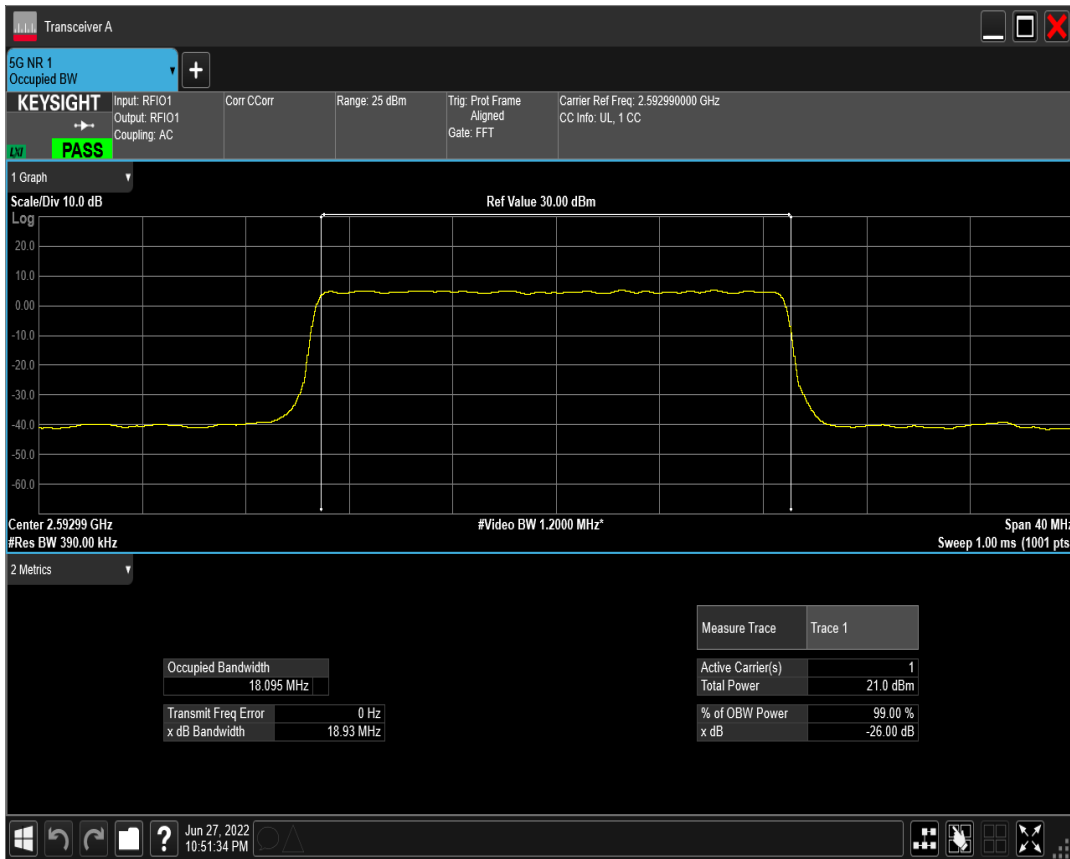 Transceiver A
5G NR 1
Occupied BW
KEYSIGHT
LXI
PASS
Input: RFIO1
Output: RFIO1
Coupling: AC
Corr CCorr
Range: 25 dBm
Trig: Prot Frame
Aligned
Gate: FFT
Carrier Ref Freq: 2.592990000 GHz
CC Info: UL, 1 CC
1 Graph
Scale/Div 10.0 dB
Ref Value 30.00 dBm
Log
20.0
10.0
0.00
-10.0
-20.0
-30.0
-40.0
-50.0
-60.0
Center 2.59299 GHz
#Video BW 1.2000 MHz*
Span 40 MHz
#Res BW 390.00 kHz
Sweep 1.00 ms (1001 pts
2 Metrics
Measure Trace Trace 1
Occupied Bandwidth
18.095 MHz
Active Carrier(s) 1
Total Power 21.0 dBm
Transmit Freq Error 0 Hz
x dB Bandwidth 18.93 MHz
% of OBW Power 99.00 %
x dB -26.00 dB
?
Jun 27, 2022
10:51:34 PM